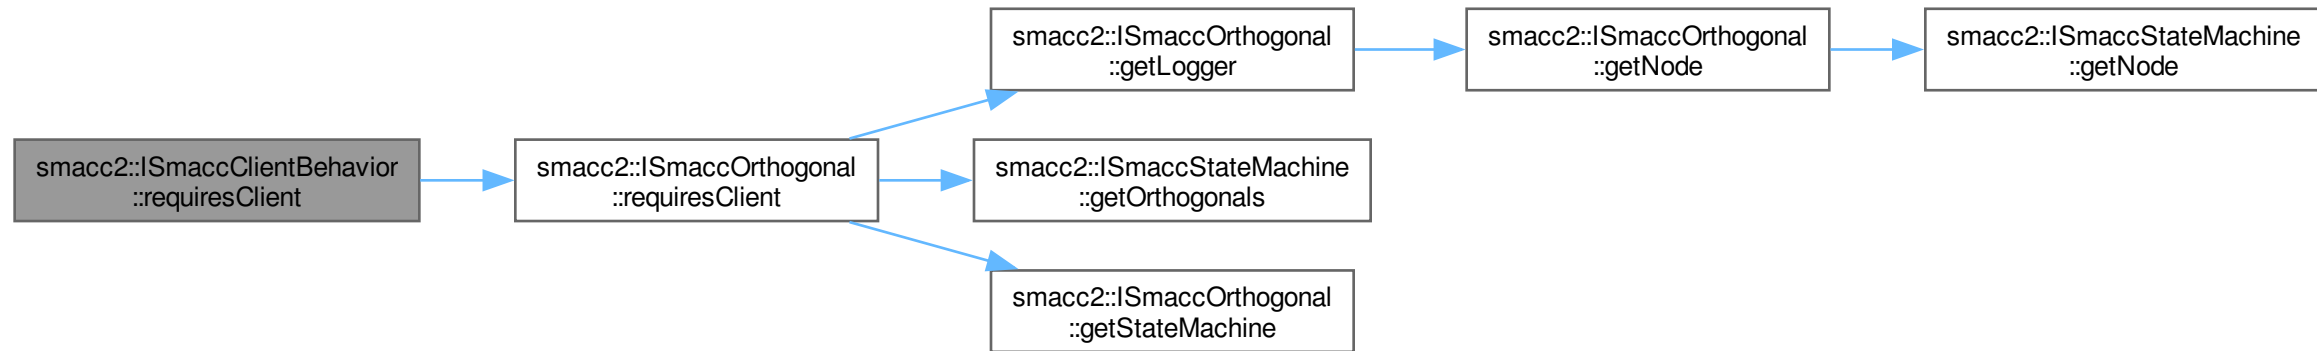 smacc2::ISmaccClientBehavior
::requiresClient
smacc2::ISmaccOrthogonal
::requiresClient
smacc2::ISmaccOrthogonal
::getLogger
smacc2::ISmaccOrthogonal
::getNode
smacc2::ISmaccStateMachine
::getNode
smacc2::ISmaccStateMachine
::getOrthogonals
smacc2::ISmaccOrthogonal
::getStateMachine